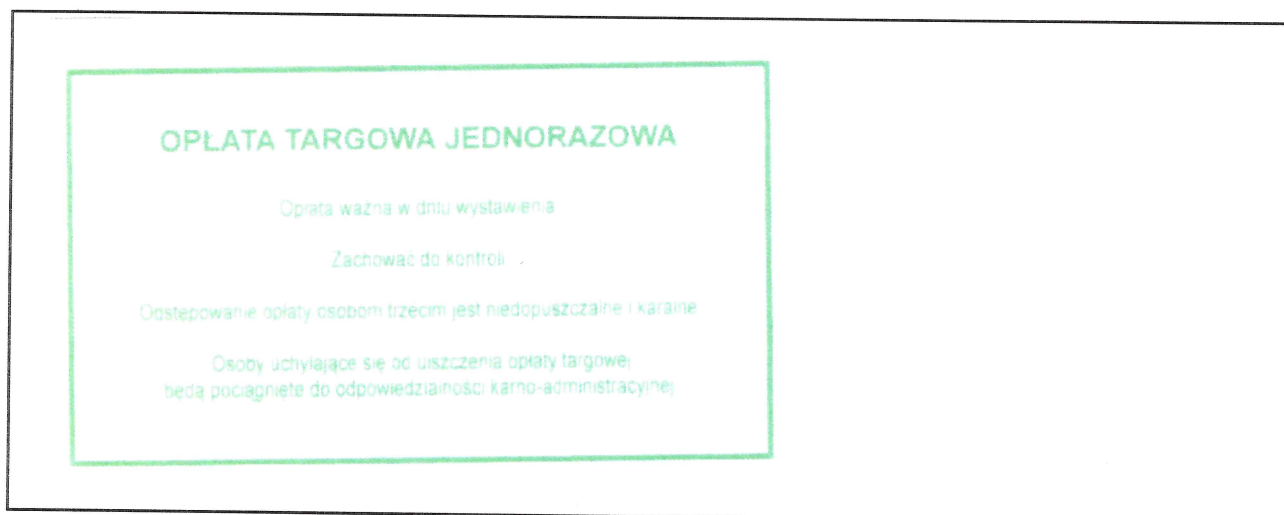 OPŁATA TARGOWA JEDNORAZOWA
Opłata ważna w dniu wystawienia
Zachować do kontroli
Odstępowanie opłaty osobom trzecim jest niedopuszczalne i karalne
Osoby uchylające się od uiszczenia opłaty targowej
będą pociągnięte do odpowiedzialności karno-administracyjnej